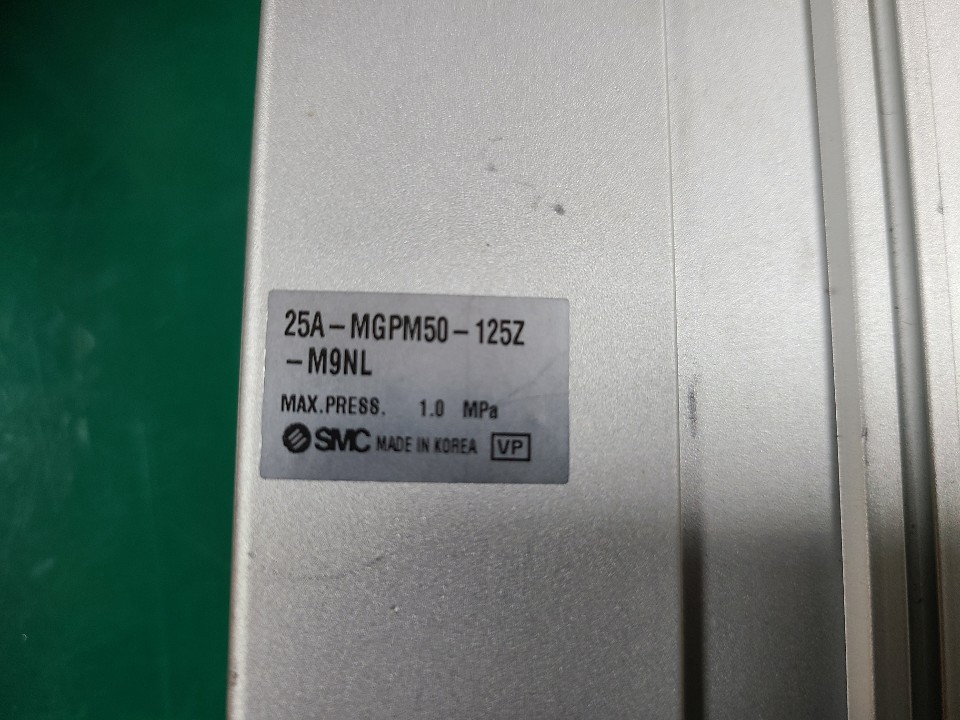 25A-MGPM50-125Z
-M9NL
MAX.PRESS. 1.0 MPa
SMC MADE IN KOREA VP